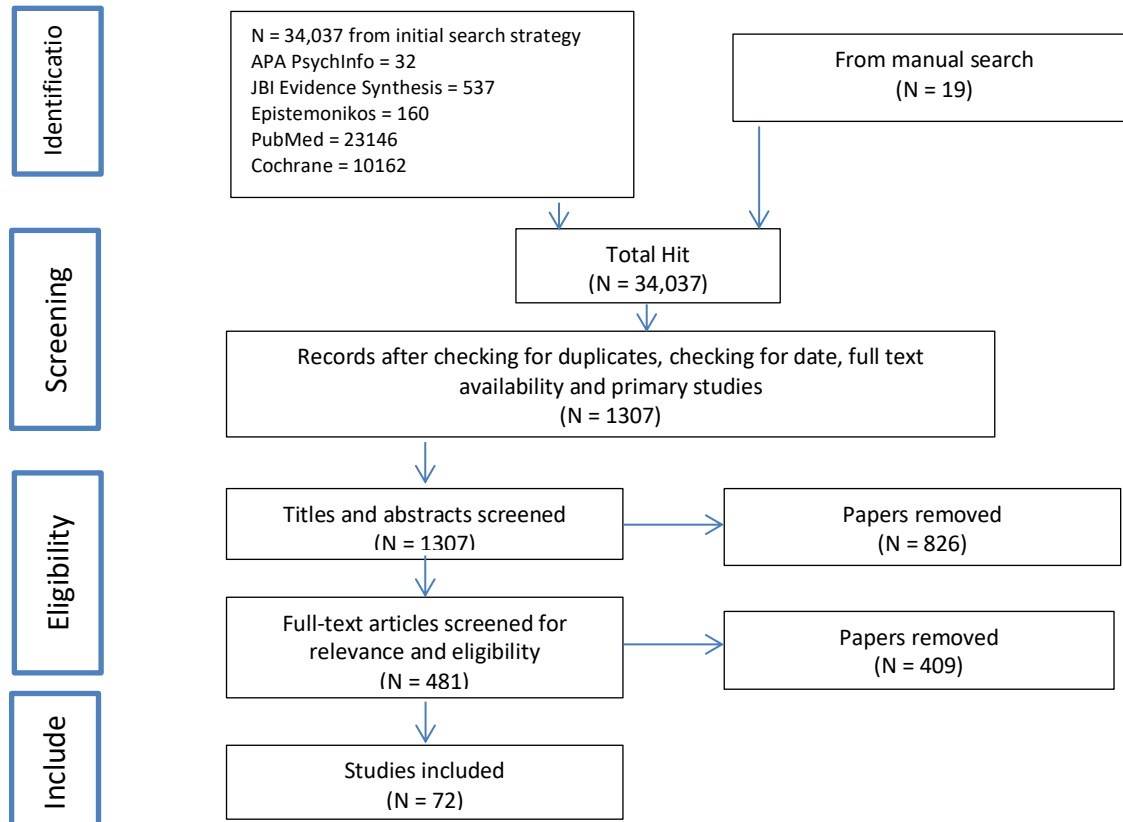 Identificatio
N = 34,037 from initial search strategy
APA PsychInfo = 32
JBI Evidence Synthesis = 537
Epistemonikos = 160
PubMed = 23146
Cochrane = 10162
From manual search
(N = 19)
Screening
Total Hit
(N = 34,037)
Records after checking for duplicates, checking for date, full text
availability and primary studies
(N = 1307)
Eligibility
Titles and abstracts screened
(N = 1307)
Papers removed
(N = 826)
Full-text articles screened for
relevance and eligibility
(N = 481)
Papers removed
(N = 409)
Include
Studies included
(N = 72)